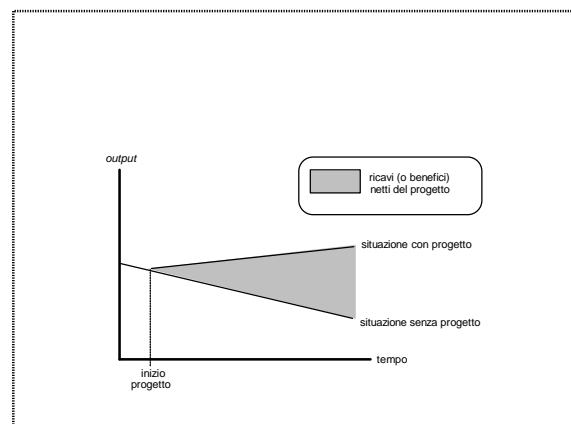 output
ricavi (o benefici)
netti del progetto
situazione con progetto
situazione senza progetto
tempo
inizio
progetto